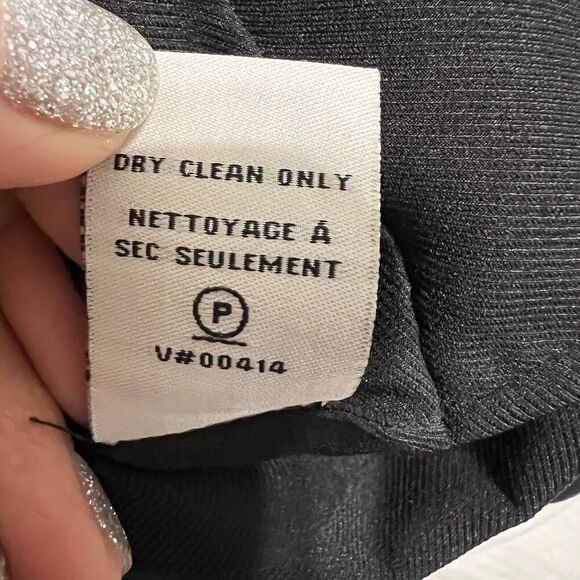 DRY CLEAN ONLY
NETTOYAGE Á
SEC SEULEMENT
P
V#00414